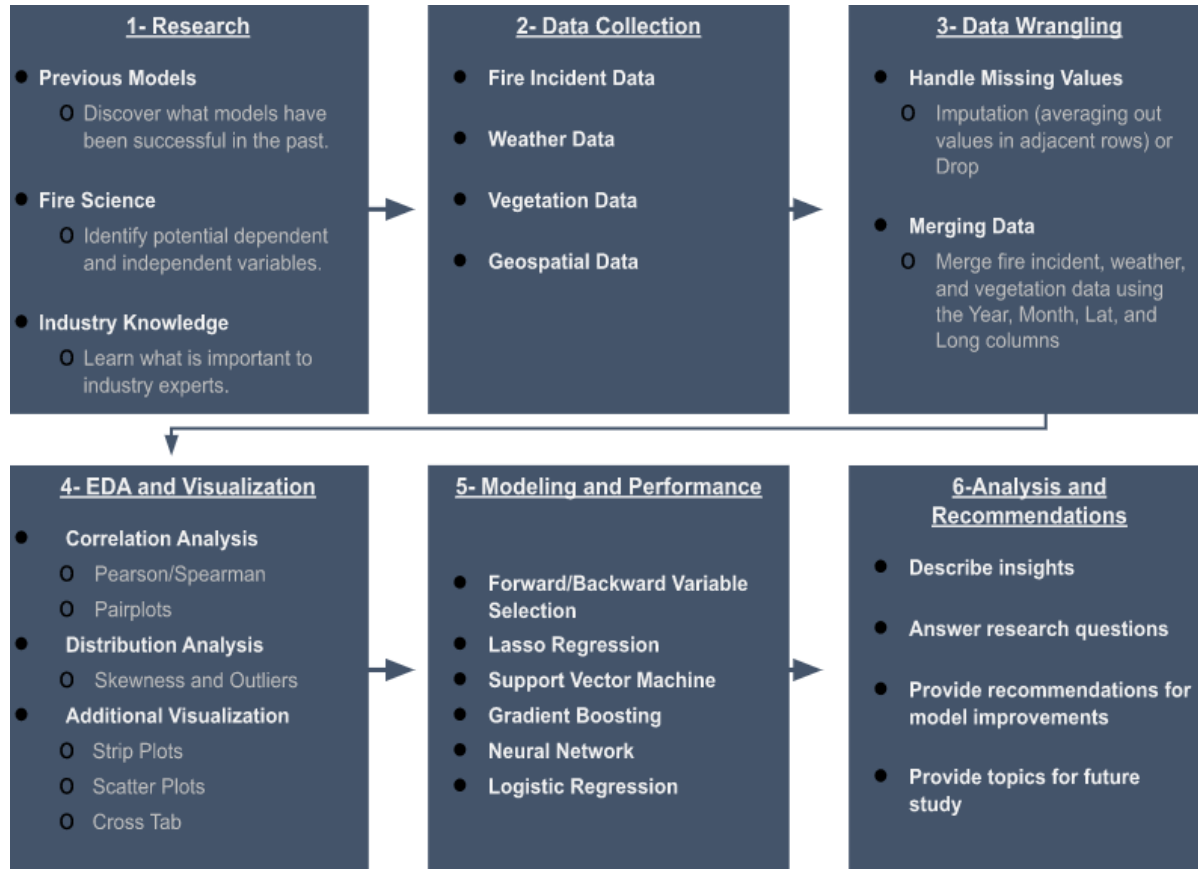 1- Research
Previous Models
Discover what models have
been successful in the past.
Fire Science
Identify potential dependent
and independent variables.
Industry Knowledge
Learn what is important to
industry experts.
2- Data Collection
Fire Incident Data
Weather Data
Vegetation Data
Geospatial Data
3- Data Wrangling
Handle Missing Values
Imputation (averaging out
values in adjacent rows) or
Drop
Merging Data
Merge fire incident, weather,
and vegetation data using
the Year, Month, Lat, and
Long columns
4- EDA and Visualization
Correlation Analysis
Pearson/Spearman
Pairplots
Distribution Analysis
Skewness and Outliers
Additional Visualization
Strip Plots
Scatter Plots
Cross Tab
5- Modeling and Performance
Forward/Backward Variable
Selection
Lasso Regression
Support Vector Machine
Gradient Boosting
Neural Network
Logistic Regression
6-Analysis and
Recommendations
Describe insights
Answer research questions
Provide recommendations for
model improvements
Provide topics for future
study